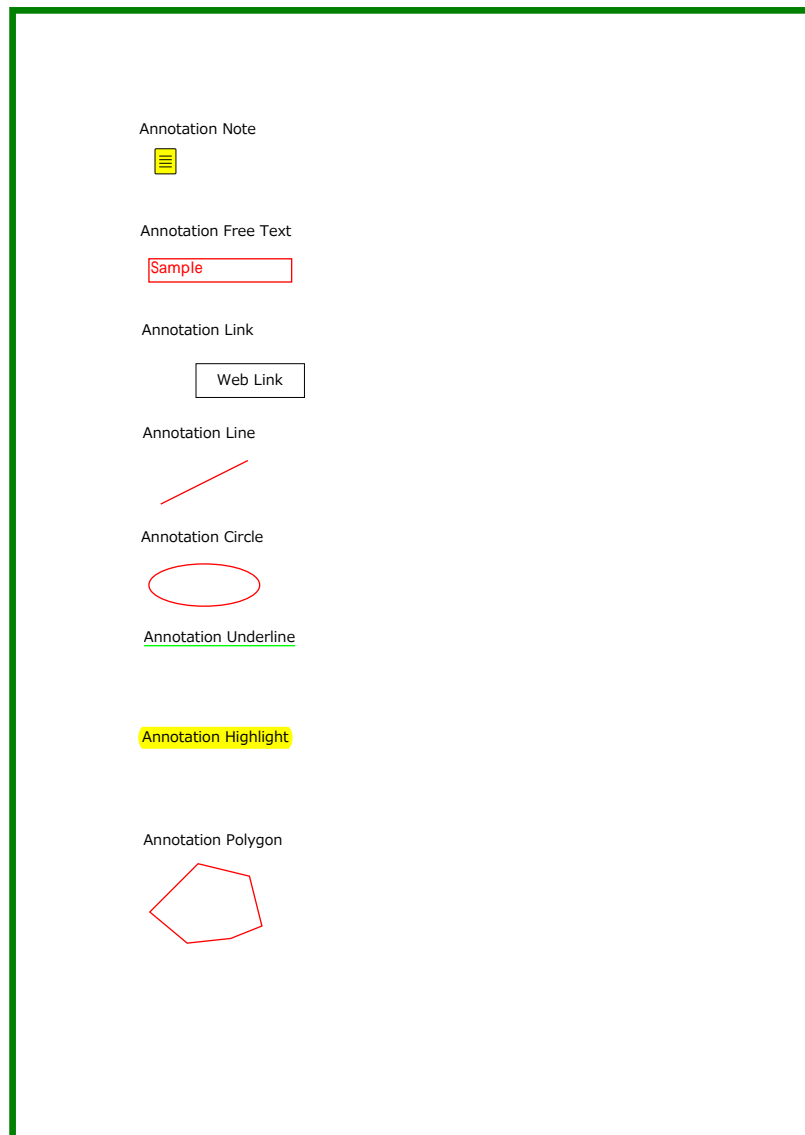 Annotation Note
Annotation Free Text
Sample
Annotation Link
Web Link
Annotation Line
Annotation Circle
Annotation Underline
Annotation Highlight
Annotation Polygon